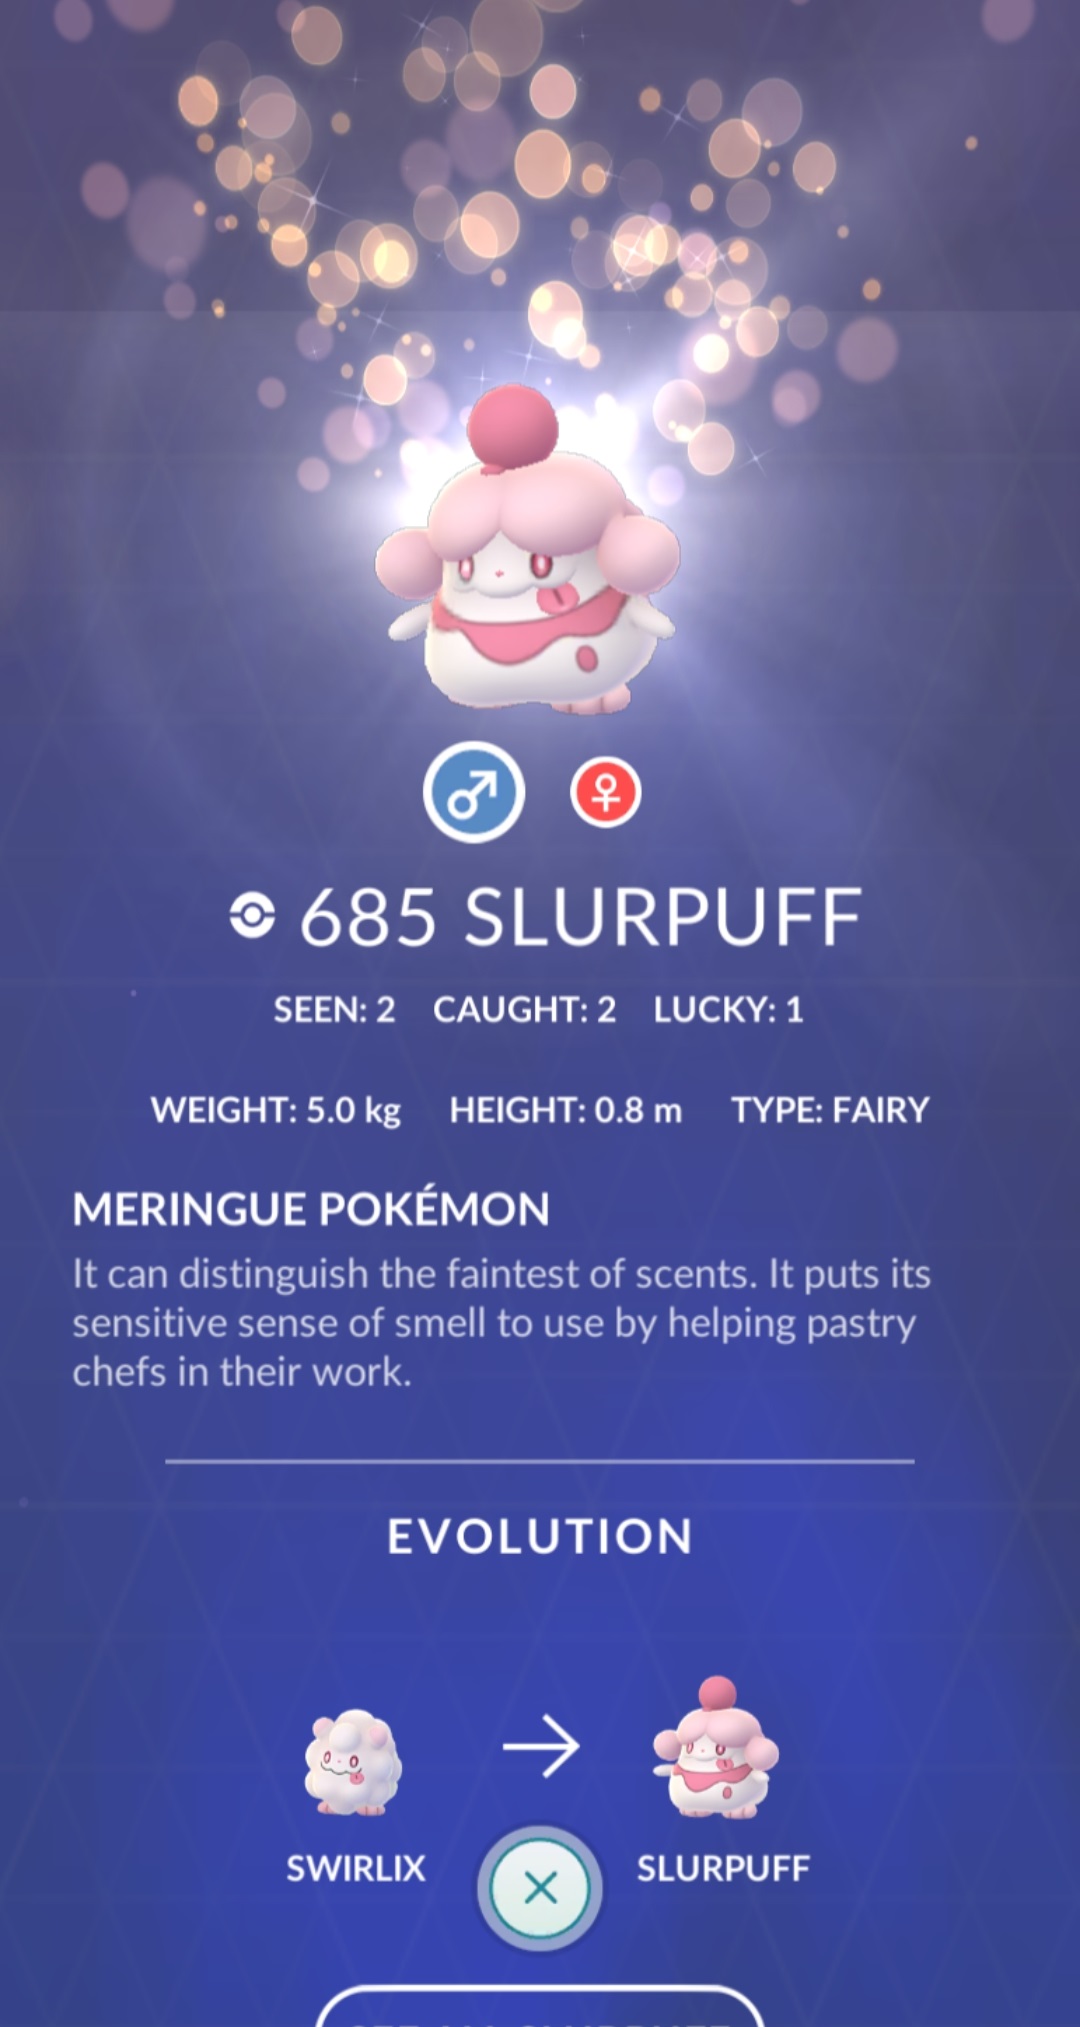 685 SLURPUFF
SEEN: 2 CAUGHT: 2 LUCKY: 1
WEIGHT: 5.0 kg HEIGHT: 0.8 m TYPE: FAIRY
MERINGUE POKÉMON
It can distinguish the faintest of scents. It puts its
sensitive sense of smell to use by helping pastry
chefs in their work.
EVOLUTION
SWIRLIX SLURPUFF